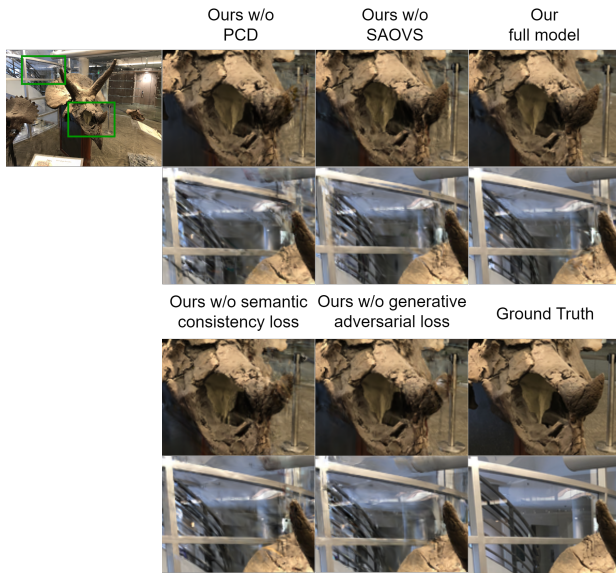 Ours w/o
PCD
Ours w/o
SAOVS
Our
full model
Ours w/o semantic
consistency loss
Ours w/o generative
adversarial loss
Ground Truth